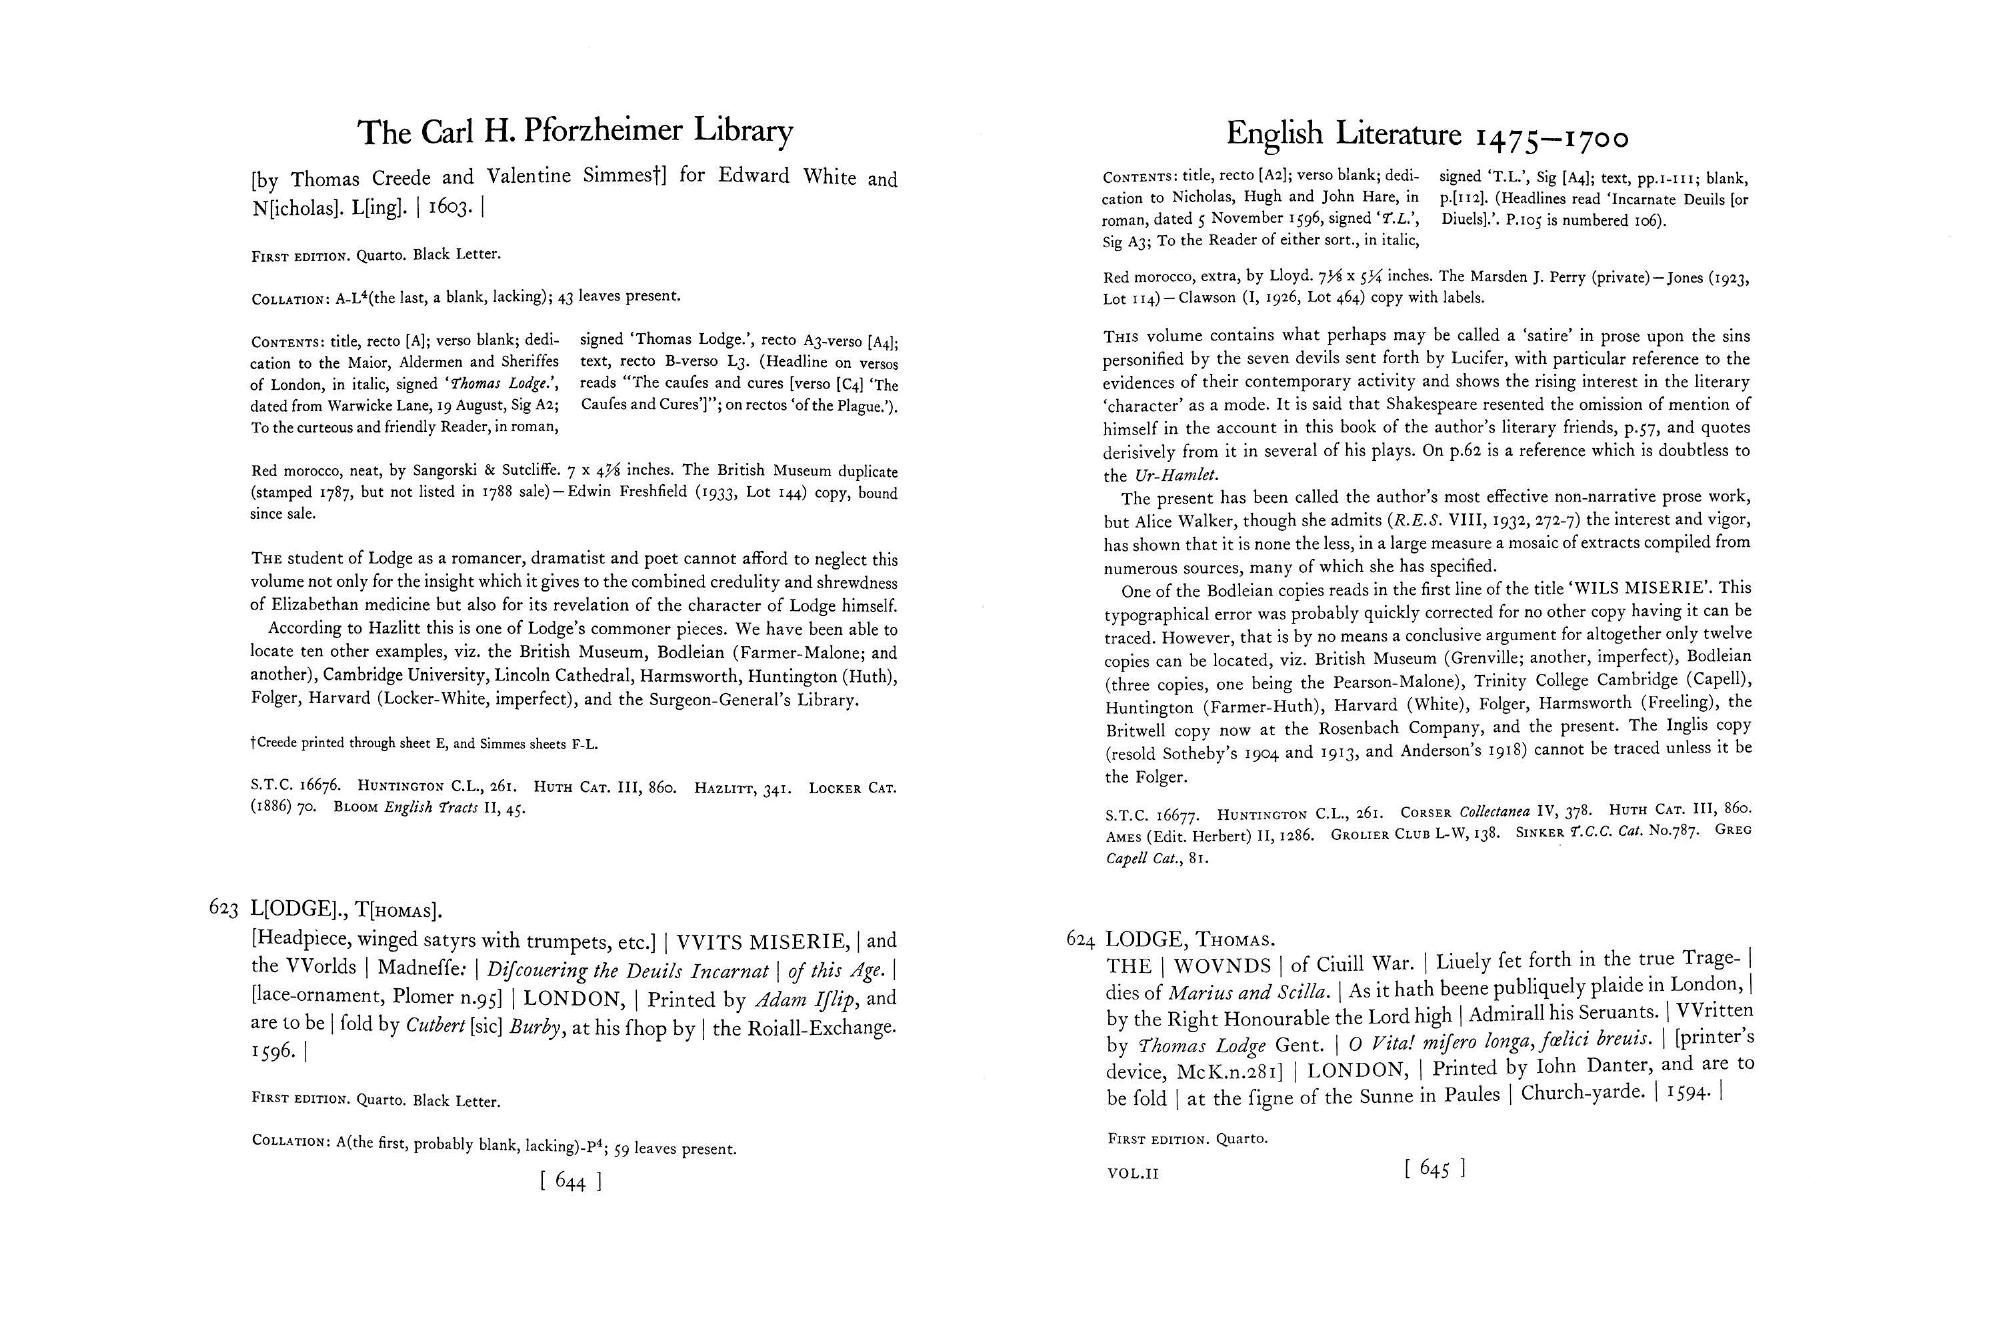 The Carl H. Pforzheimer Library
[by Thomas Creede and Valentine Simmes†] for Edward White and
N[icholas]. L[ing]. | 1603. |
FIRST EDITION. Quarto. Black Letter.
COLLATION: A-L⁴(the last, a blank, lacking); 43 leaves present.
CONTENTS: title, recto [A]; verso blank; dedi-
cation to the Maior, Aldermen and Sheriffes
of London, in italic, signed ‘Thomas Lodge.’,
dated from Warwicke Lane, 19 August, Sig A2;
To the curteous and friendly Reader, in roman,
signed ‘Thomas Lodge.’, recto A3-verso [A4];
text, recto B-verso L3. (Headline on versos
reads “The cauſes and cures [verso [C4] ‘The
Cauſes and Cures’]”; on rectos ‘of the Plague.’).
Red morocco, neat, by Sangorski & Sutcliffe. 7 x 4⅞ inches. The British Museum duplicate
(stamped 1787, but not listed in 1788 sale)—Edwin Freshfield (1933, Lot 144) copy, bound
since sale.
THE student of Lodge as a romancer, dramatist and poet cannot afford to neglect this
volume not only for the insight which it gives to the combined credulity and shrewdness
of Elizabethan medicine but also for its revelation of the character of Lodge himself.
According to Hazlitt this is one of Lodge’s commoner pieces. We have been able to
locate ten other examples, viz. the British Museum, Bodleian (Farmer-Malone; and
another), Cambridge University, Lincoln Cathedral, Harmsworth, Huntington (Huth),
Folger, Harvard (Locker-White, imperfect), and the Surgeon-General’s Library.
†Creede printed through sheet E, and Simmes sheets F-L.
S.T.C. 16676. HUNTINGTON C.L., 261. HUTH CAT. III, 860. HAZLITT, 341. LOCKER CAT.
(1886) 70. BLOOM English Tracts II, 45.
623 L[ODGE]., T[HOMAS].
[Headpiece, winged satyrs with trumpets, etc.] | VVITS MISERIE, | and
the VVorlds | Madneſſe: | Diſcouering the Deuils Incarnat | of this Age. |
[lace-ornament, Plomer n.95] | LONDON, | Printed by Adam Iſlip, and
are to be | ſold by Cutbert [sic] Burby, at his ſhop by | the Roiall-Exchange.
1596. |
FIRST EDITION. Quarto. Black Letter.
COLLATION: A(the first, probably blank, lacking)-P⁴; 59 leaves present.
[ 644 ]
English Literature 1475–1700
CONTENTS: title, recto [A2]; verso blank; dedi-
cation to Nicholas, Hugh and John Hare, in
roman, dated 5 November 1596, signed ‘T.L.’,
Sig A3; To the Reader of either sort., in italic,
signed ‘T.L.’, Sig [A4]; text, pp.1-111; blank,
p.[112]. (Headlines read ‘Incarnate Deuils [or
Diuels].’. P.105 is numbered 106).
Red morocco, extra, by Lloyd. 7⅛ x 5¼ inches. The Marsden J. Perry (private)—Jones (1923,
Lot 114)—Clawson (I, 1926, Lot 464) copy with labels.
THIS volume contains what perhaps may be called a ‘satire’ in prose upon the sins
personified by the seven devils sent forth by Lucifer, with particular reference to the
evidences of their contemporary activity and shows the rising interest in the literary
‘character’ as a mode. It is said that Shakespeare resented the omission of mention of
himself in the account in this book of the author’s literary friends, p.57, and quotes
derisively from it in several of his plays. On p.62 is a reference which is doubtless to
the Ur-Hamlet.
The present has been called the author’s most effective non-narrative prose work,
but Alice Walker, though she admits (R.E.S. VIII, 1932, 272-7) the interest and vigor,
has shown that it is none the less, in a large measure a mosaic of extracts compiled from
numerous sources, many of which she has specified.
One of the Bodleian copies reads in the first line of the title ‘WILS MISERIE’. This
typographical error was probably quickly corrected for no other copy having it can be
traced. However, that is by no means a conclusive argument for altogether only twelve
copies can be located, viz. British Museum (Grenville; another, imperfect), Bodleian
(three copies, one being the Pearson-Malone), Trinity College Cambridge (Capell),
Huntington (Farmer-Huth), Harvard (White), Folger, Harmsworth (Freeling), the
Britwell copy now at the Rosenbach Company, and the present. The Inglis copy
(resold Sotheby’s 1904 and 1913, and Anderson’s 1918) cannot be traced unless it be
the Folger.
S.T.C. 16677. HUNTINGTON C.L., 261. CORSER Collectanea IV, 378. HUTH CAT. III, 860.
AMES (Edit. Herbert) II, 1286. GROLIER CLUB L-W, 138. SINKER T.C.C. Cat. No.787. GREG
Capell Cat., 81.
624 LODGE, THOMAS.
THE | WOVNDS | of Ciuill War. | Liuely ſet forth in the true Trage- |
dies of Marius and Scilla. | As it hath beene publiquely plaide in London, |
by the Right Honourable the Lord high | Admirall his Seruants. | VVritten
by Thomas Lodge Gent. | O Vita! miſero longa, fœlici breuis. | [printer’s
device, McK.n.281] | LONDON, | Printed by Iohn Danter, and are to
be ſold | at the ſigne of the Sunne in Paules | Church-yarde. | 1594. |
FIRST EDITION. Quarto.
VOL.II
[ 645 ]